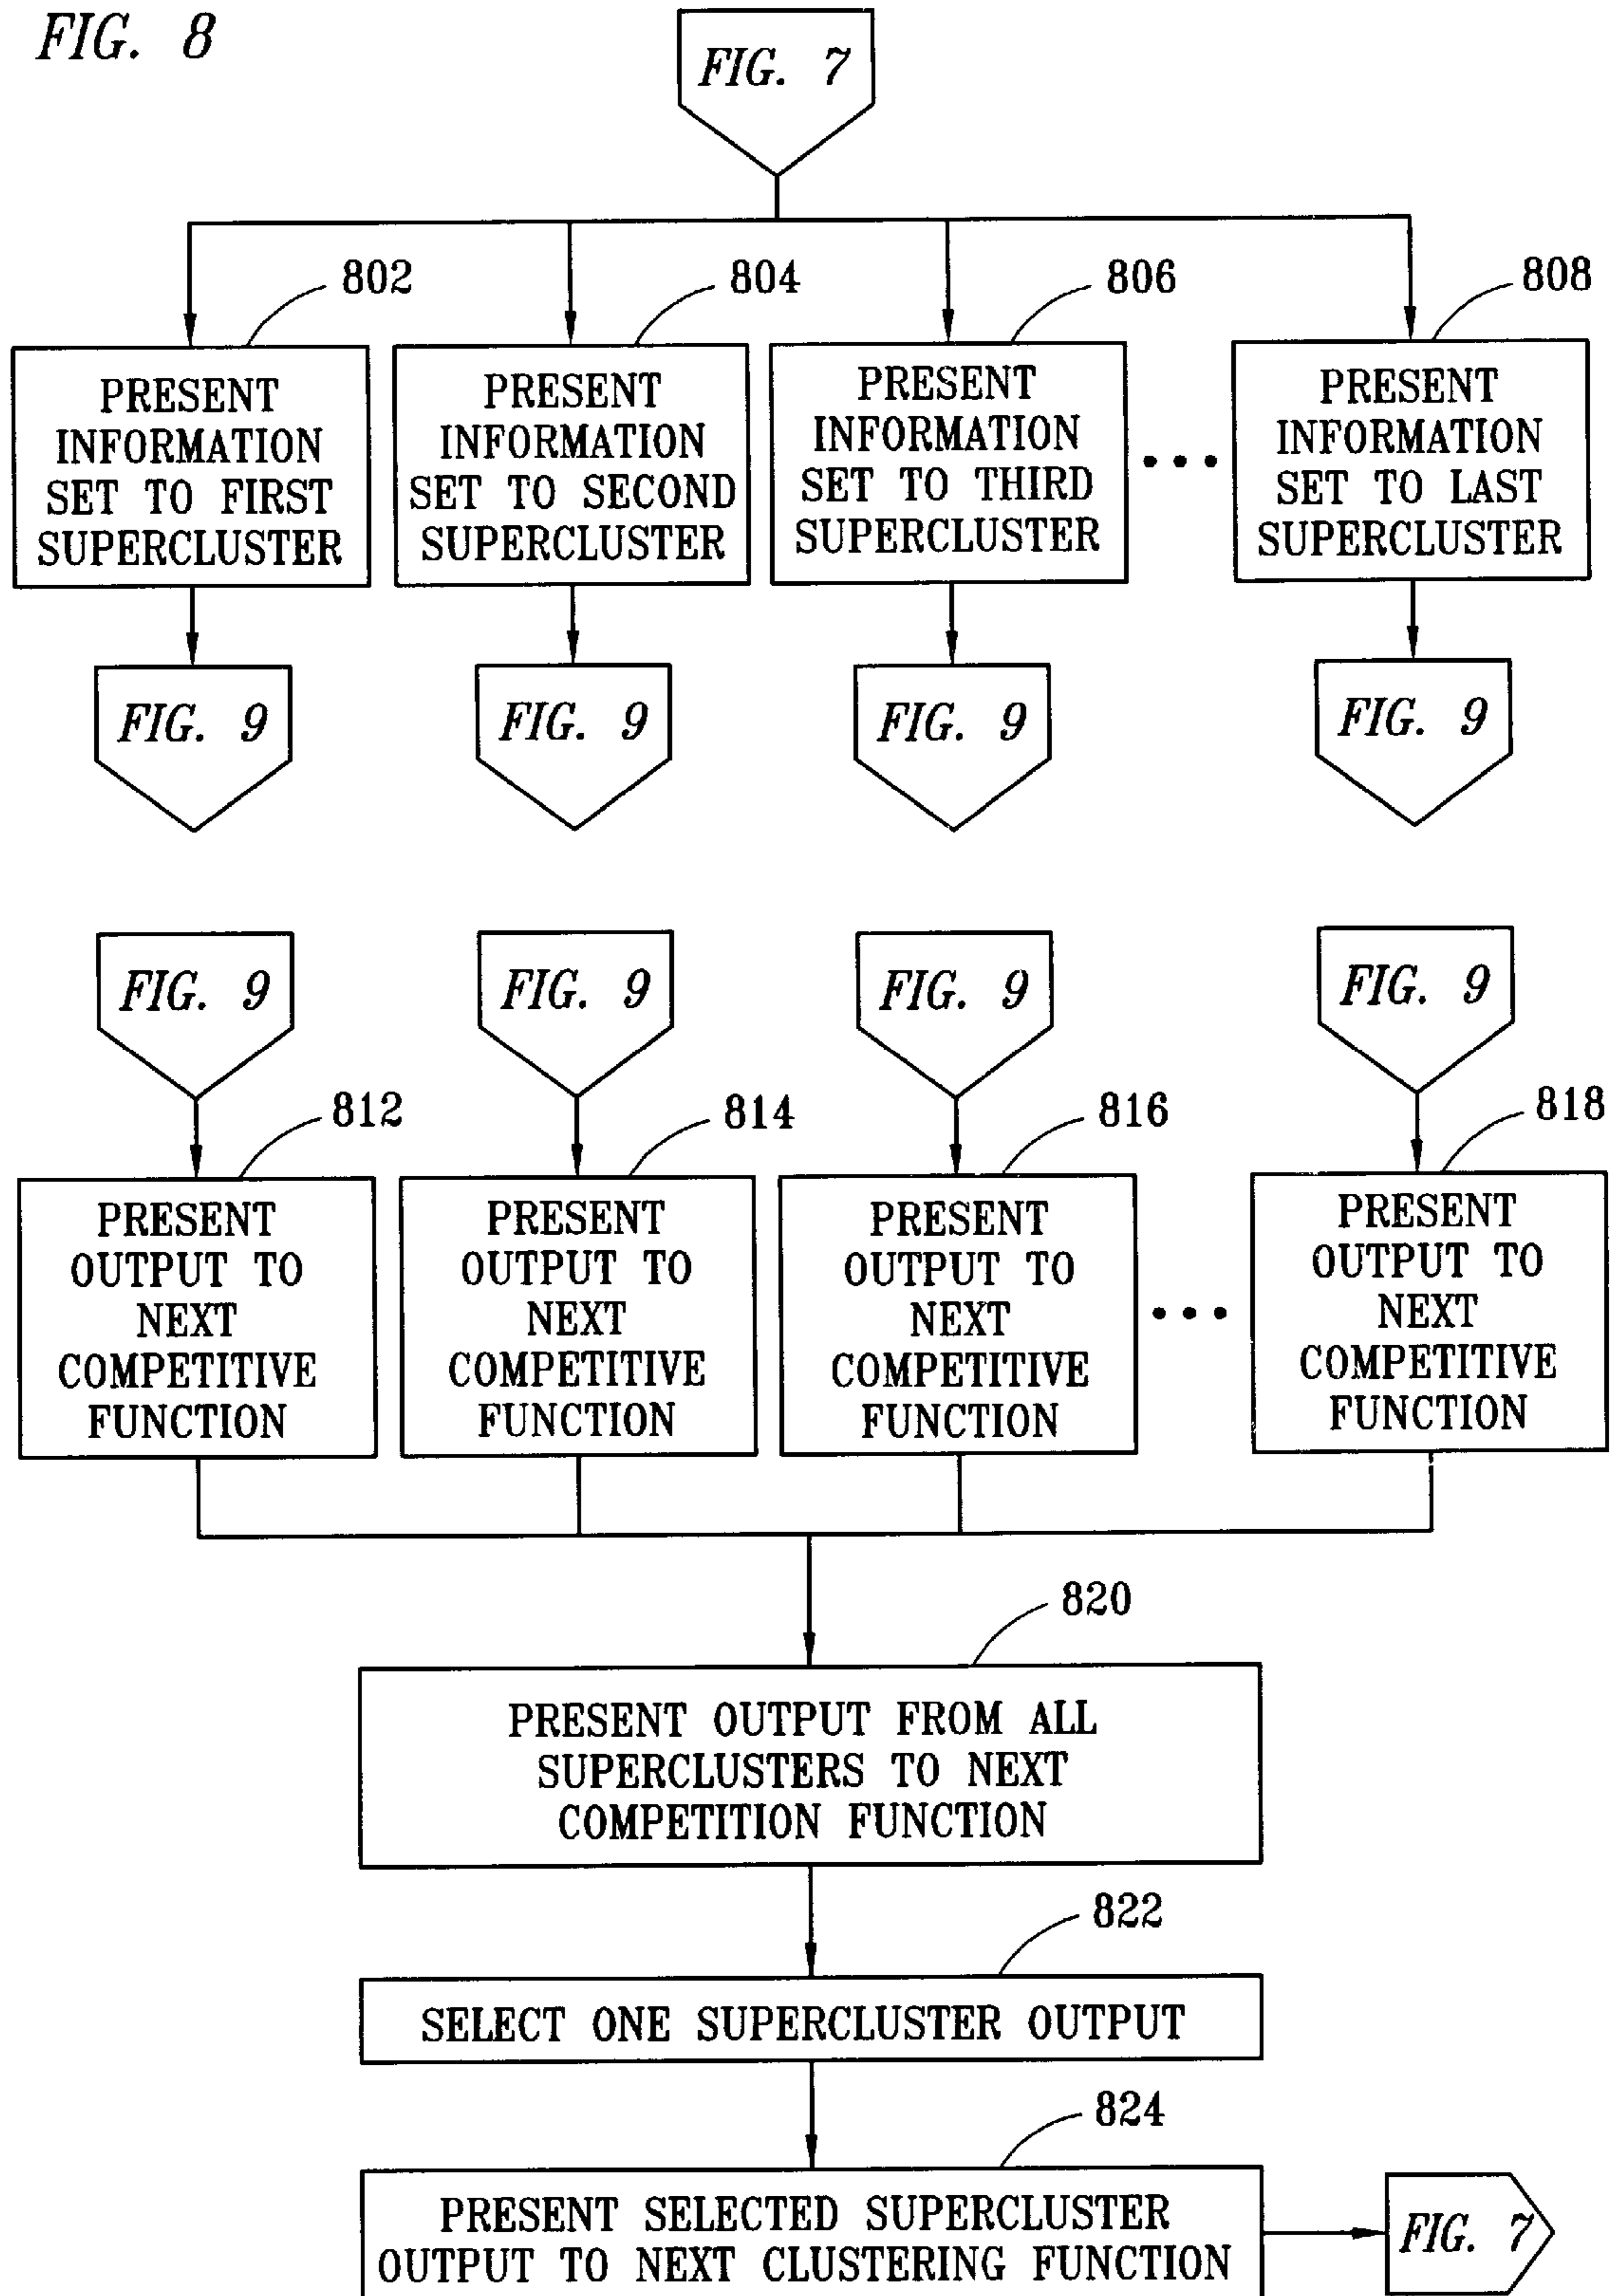 FIG. 8
FIG. 7
802
804
806
808
PRESENT
INFORMATION
SET TO FIRST
SUPERCLUSTER
PRESENT
INFORMATION
SET TO SECOND
SUPERCLUSTER
PRESENT
INFORMATION
SET TO THIRD
SUPERCLUSTER
•••
PRESENT
INFORMATION
SET TO LAST
SUPERCLUSTER
FIG. 9
FIG. 9
FIG. 9
FIG. 9
FIG. 9
FIG. 9
FIG. 9
FIG. 9
812
814
816
818
PRESENT
OUTPUT TO
NEXT
COMPETITIVE
FUNCTION
PRESENT
OUTPUT TO
NEXT
COMPETITIVE
FUNCTION
PRESENT
OUTPUT TO
NEXT
COMPETITIVE
FUNCTION
•••
PRESENT
OUTPUT TO
NEXT
COMPETITIVE
FUNCTION
820
PRESENT OUTPUT FROM ALL
SUPERCLUSTERS TO NEXT
COMPETITION FUNCTION
822
SELECT ONE SUPERCLUSTER OUTPUT
824
PRESENT SELECTED SUPERCLUSTER
OUTPUT TO NEXT CLUSTERING FUNCTION
FIG. 7